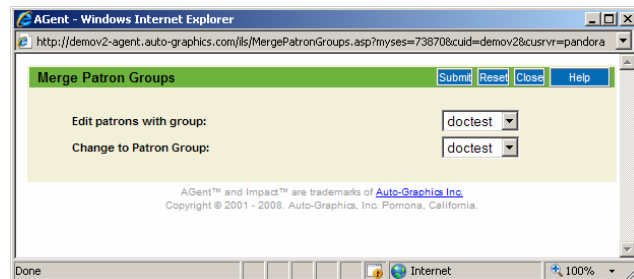 AGent - Windows Internet Explorer
http://demov2-agent.auto-graphics.com/ils/MergePatronGroups.asp?myses=73870&cuid=demov2&cusrvr=pandora
Merge Patron Groups Submit Reset Close Help
Edit patrons with group: doctest
Change to Patron Group: doctest
AGent™ and Impact™ are trademarks of Auto-Graphics Inc.
Copyright © 2001 - 2008. Auto-Graphics, Inc. Pomona, California.
Done Internet 100%